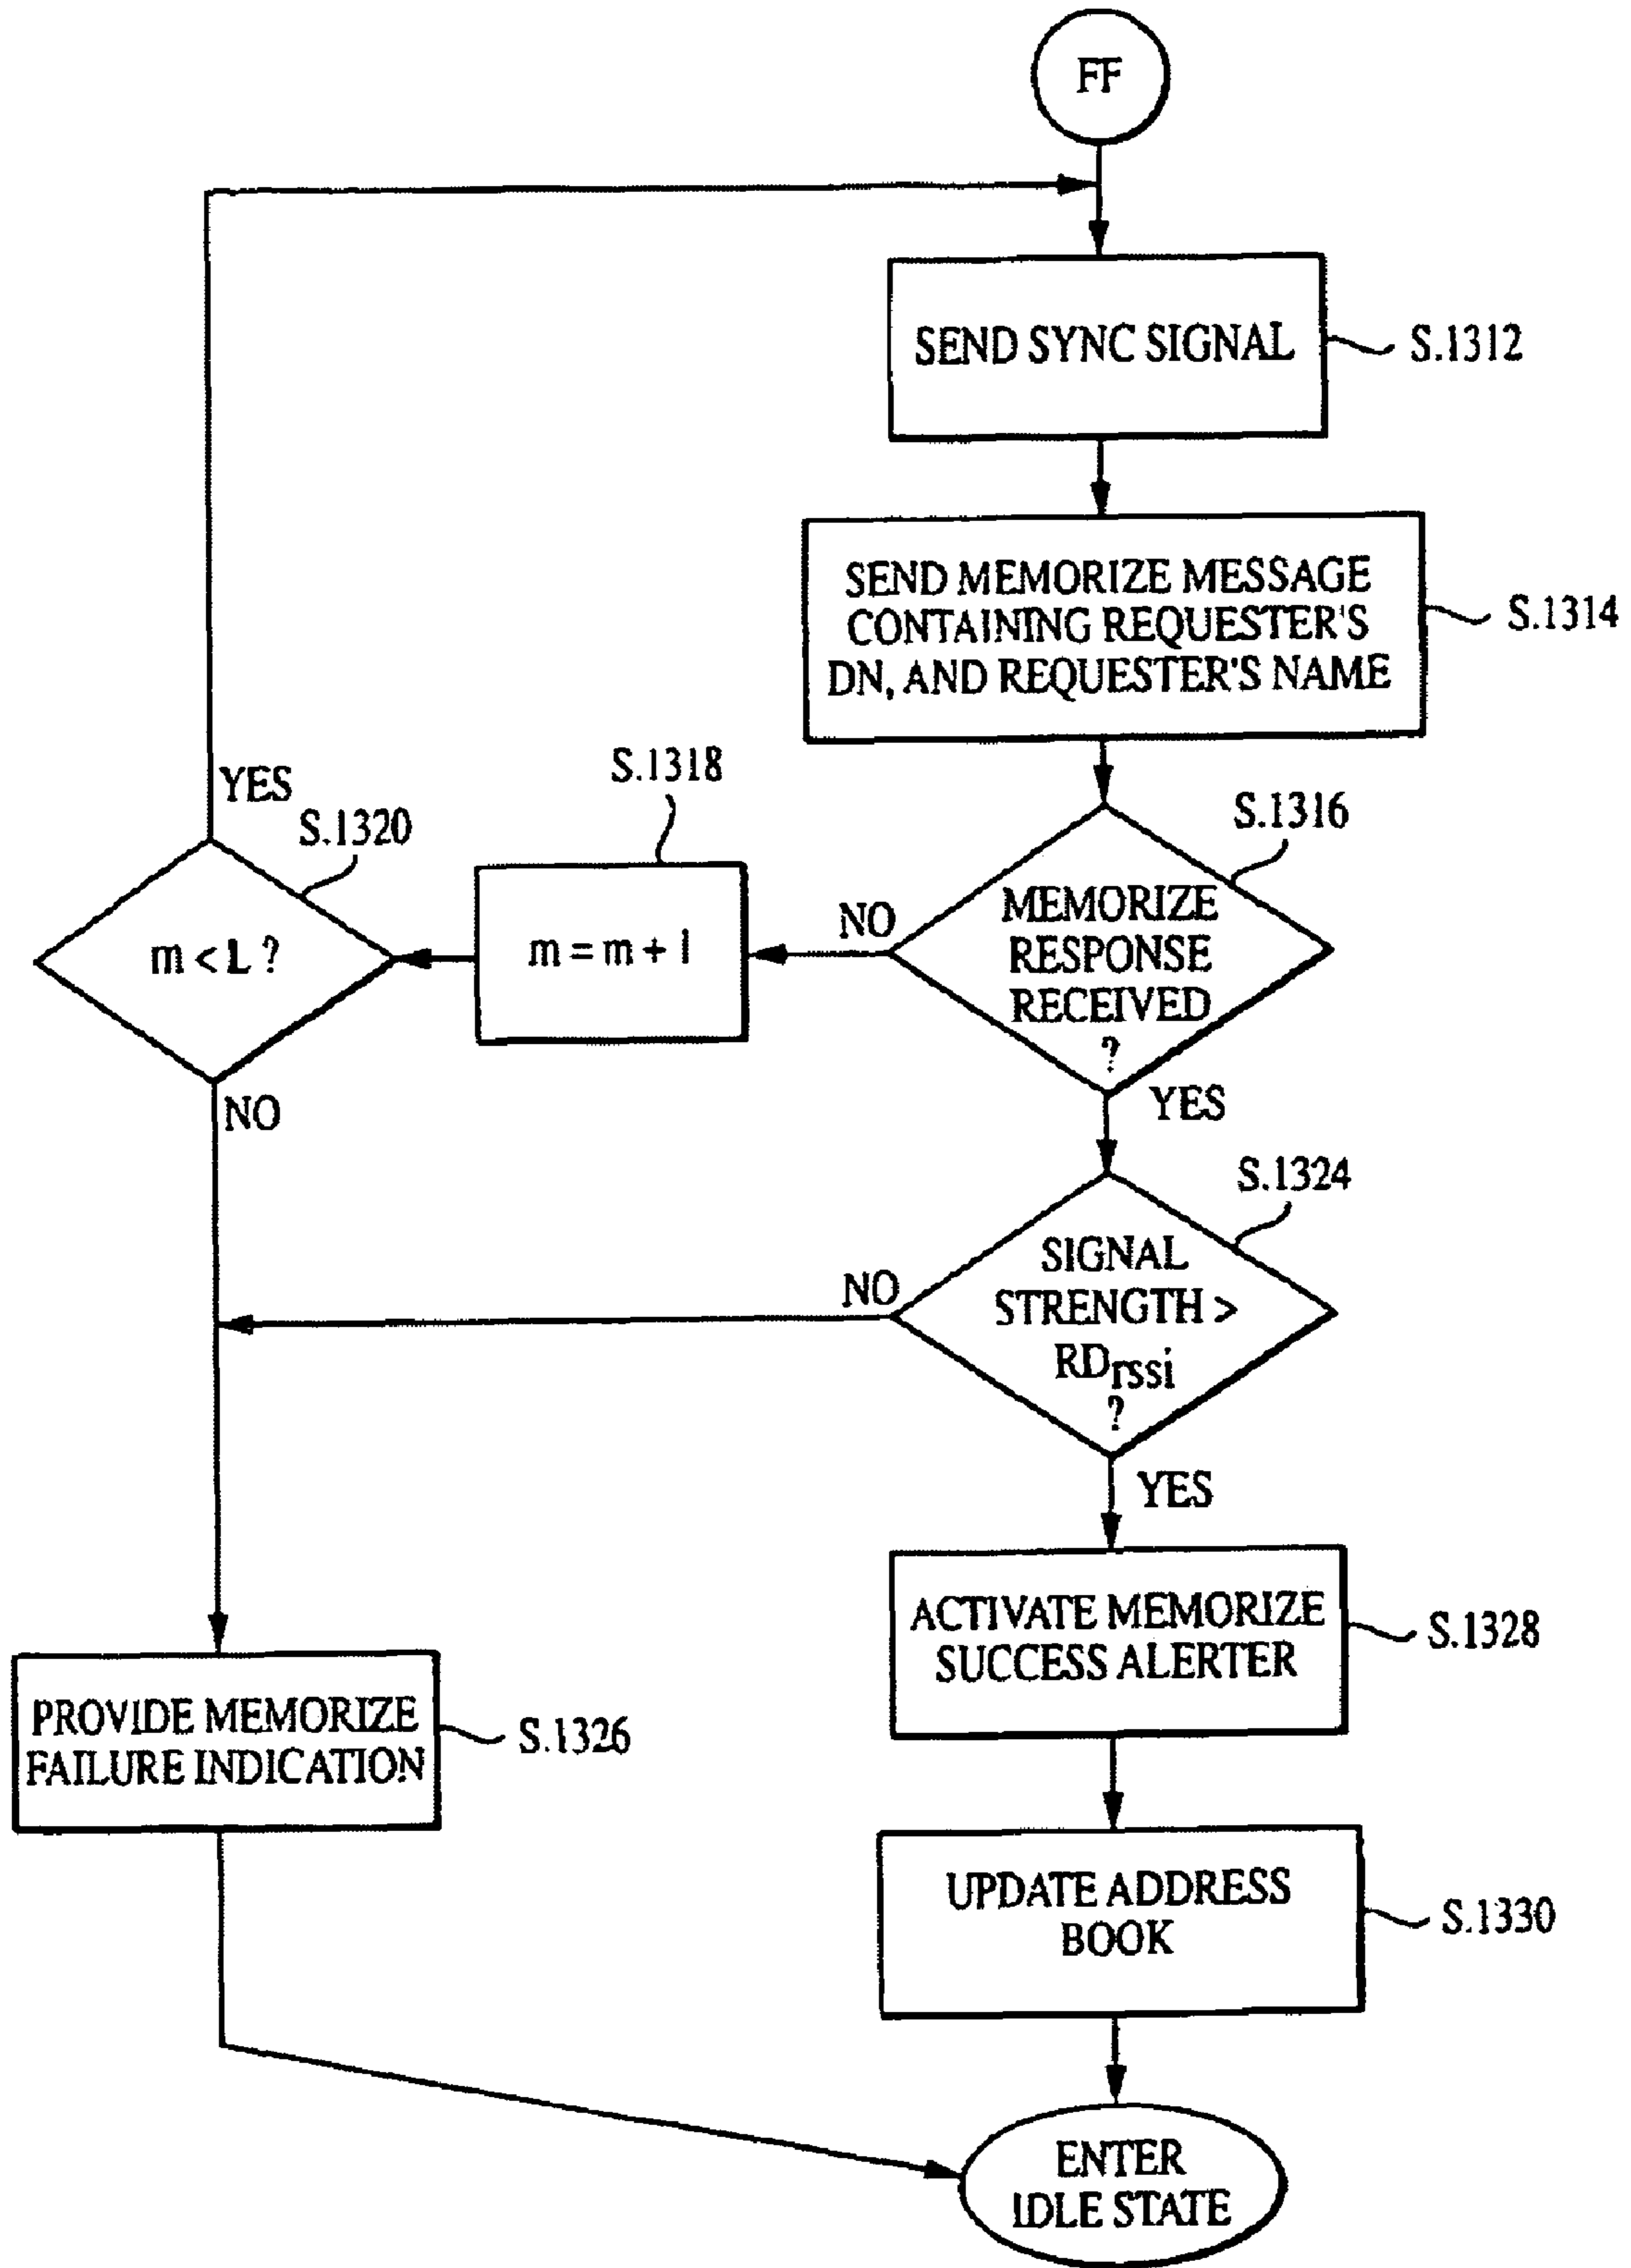 FF
SEND SYNC SIGNAL
S.1312
SEND MEMORIZE MESSAGE
CONTAINING REQUESTER'S
DN, AND REQUESTER'S NAME
S.1314
MEMORIZE
RESPONSE
RECEIVED
?
S.1316
NO
YES
m = m + 1
S.1318
m < L ?
S.1320
YES
NO
SIGNAL
STRENGTH >
RDrssi
?
S.1324
NO
YES
ACTIVATE MEMORIZE
SUCCESS ALERTER
S.1328
PROVIDE MEMORIZE
FAILURE INDICATION
S.1326
UPDATE ADDRESS
BOOK
S.1330
ENTER
IDLE STATE